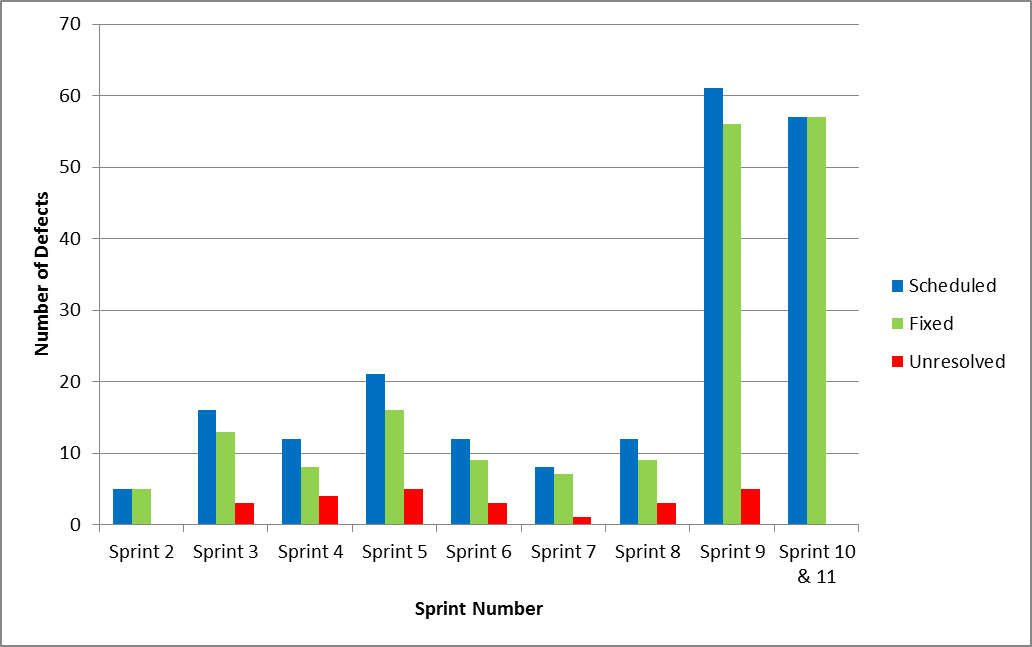 70
60
50
40
30
20
10
0
Number of Defects
Sprint 2 Sprint 3 Sprint 4 Sprint 5 Sprint 6 Sprint 7 Sprint 8 Sprint 9 Sprint 10
& 11
Sprint Number
Scheduled
Fixed
Unresolved